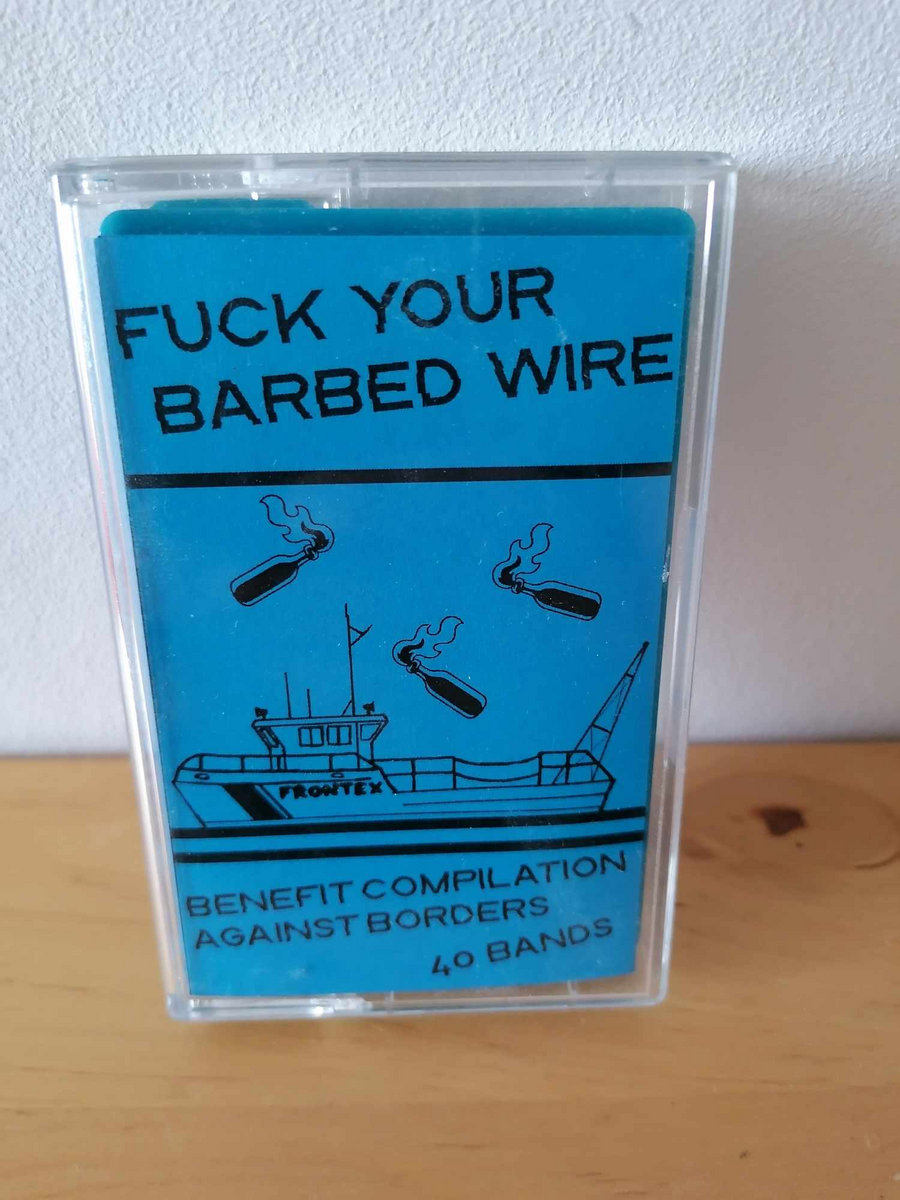 FUCK YOUR
BARBED WIRE
FRONTEX
BENEFIT COMPILATION
AGAINST BORDERS
40 BANDS